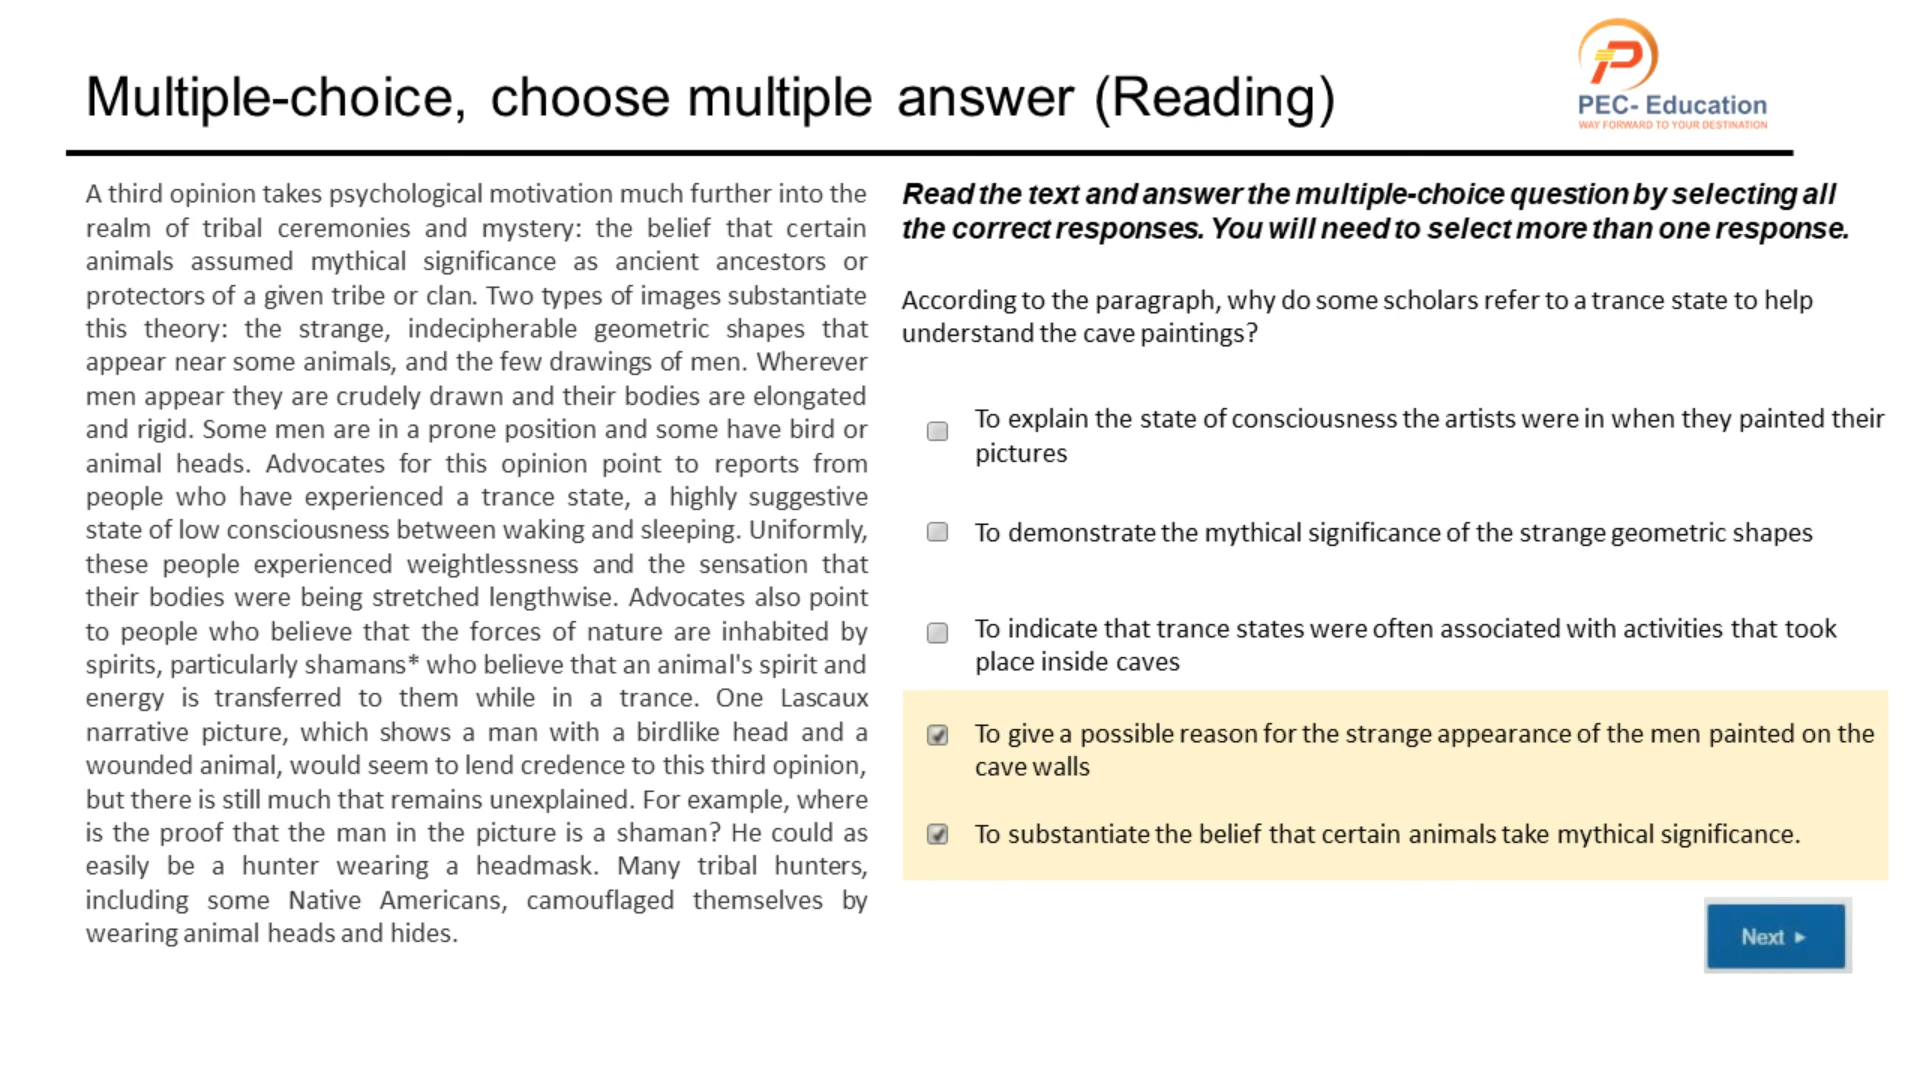 Multiple-choice, choose multiple answer (Reading)
PEC- Education
WAY FORWARD TO YOUR DESTINATION
A third opinion takes psychological motivation much further into the
realm of tribal ceremonies and mystery: the belief that certain
animals assumed mythical significance as ancient ancestors or
protectors of a given tribe or clan. Two types of images substantiate
this theory: the strange, indecipherable geometric shapes that
appear near some animals, and the few drawings of men. Wherever
men appear they are crudely drawn and their bodies are elongated
and rigid. Some men are in a prone position and some have bird or
animal heads. Advocates for this opinion point to reports from
people who have experienced a trance state, a highly suggestive
state of low consciousness between waking and sleeping. Uniformly,
these people experienced weightlessness and the sensation that
their bodies were being stretched lengthwise. Advocates also point
to people who believe that the forces of nature are inhabited by
spirits, particularly shamans* who believe that an animal's spirit and
energy is transferred to them while in a trance. One Lascaux
narrative picture, which shows a man with a birdlike head and a
wounded animal, would seem to lend credence to this third opinion,
but there is still much that remains unexplained. For example, where
is the proof that the man in the picture is a shaman? He could as
easily be a hunter wearing a headmask. Many tribal hunters,
including some Native Americans, camouflaged themselves by
wearing animal heads and hides.
Read the text and answer the multiple-choice question by selecting all
the correct responses. You will need to select more than one response.
According to the paragraph, why do some scholars refer to a trance state to help
understand the cave paintings?
To explain the state of consciousness the artists were in when they painted their
pictures
To demonstrate the mythical significance of the strange geometric shapes
To indicate that trance states were often associated with activities that took
place inside caves
To give a possible reason for the strange appearance of the men painted on the
cave walls
To substantiate the belief that certain animals take mythical significance.
Next